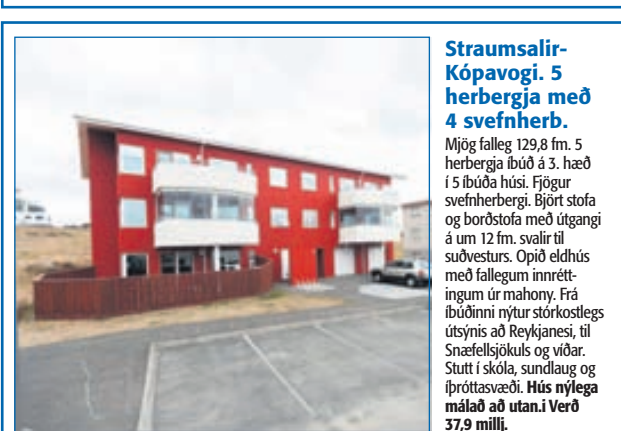 Straumsalir-
Kópavogi. 5
herbergja með
4 svefnherb.
Mjög falleg 129,8 fm. 5
herbergja íbúð á 3. hæð
í 5 íbúða húsi. Fjögur
svefnherbergi. Björt stofa
og borðstofa með útgangi
á um 12 fm. svalir til
suðvesturs. Opið eldhús
með fallegum innrétt-
ingum úr mahony. Frá
íbúðinni nýtur stórkostlegs
útsýnis að Reykjanesi, til
Snæfellsjökuls og víðar.
Stutt í skóla, sundlaug og
íþróttasvæði. Hús nýlega
málað að utan.i Verð
37,9 millj.